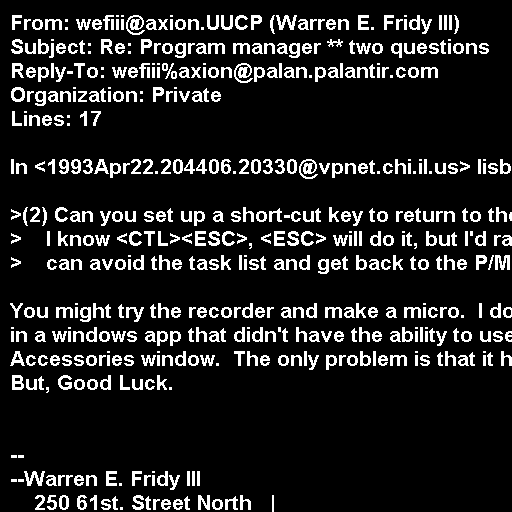 From: wefiii@axion.UUCP (Warren E. Fridy III)
Subject: Re: Program manager ** two questions
Reply-To: wefiii%axion@palan.palantir.com
Organization: Private
Lines: 17
In <1993Apr22.204406.20330@vpnet.chi.il.us> lisb
>(2) Can you set up a short-cut key to return to the
>    I know <CTL><ESC>, <ESC> will do it, but I'd ra
>    can avoid the task list and get back to the P/M
You might try the recorder and make a micro.  I do
in a windows app that didn't have the ability to use
Accessories window.  The only problem is that it h
But, Good Luck.
--
--Warren E. Fridy III
    250 61st. Street North   |